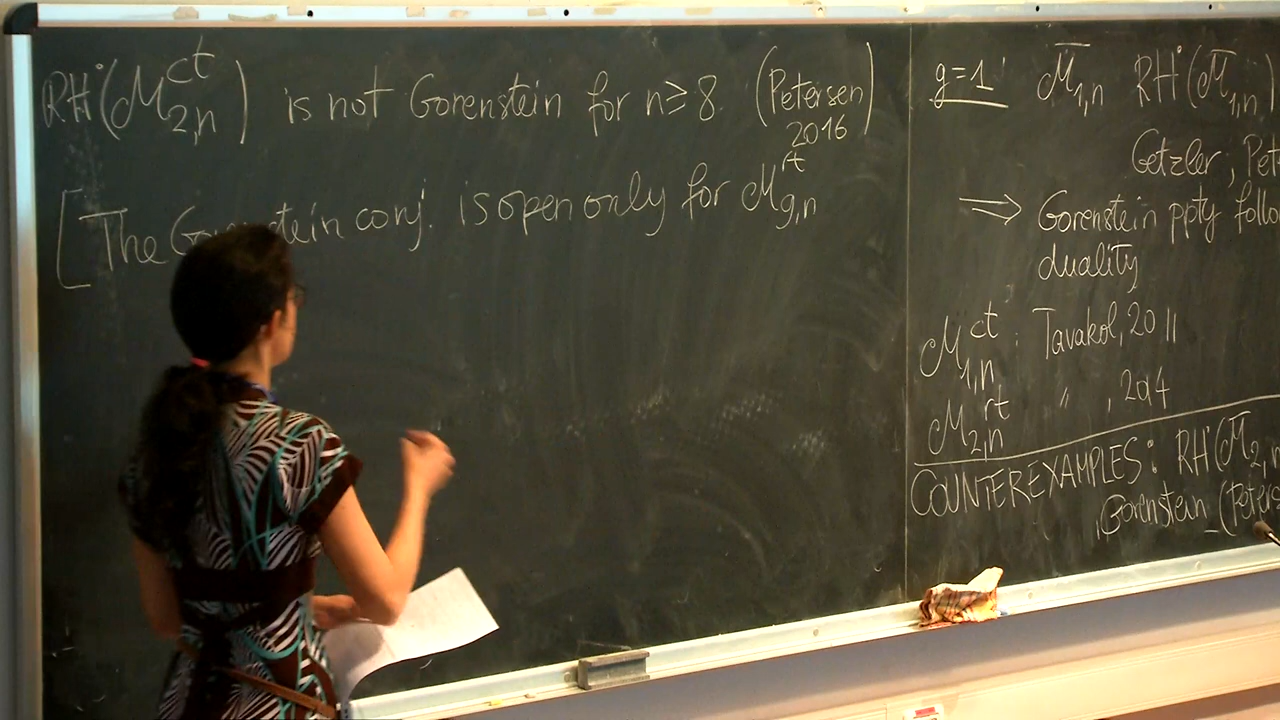 RH˙(M^ct_2,n) is not Gorenstein for n ≥ 8 (Petersen 2016)
[The Gorenstein conj. is open only for M^rt_g,n
g=1 M̅_1,n RH˙(M̅_1,n)
Getzler, Pet
⇒ Gorenstein ppty follo
duality
M^ct_1,n : Tavakol, 2011
M^rt_2,n " , 2014
COUNTEREXAMPLES: RH˙(M̅_2,n
Gorenstein (Peters